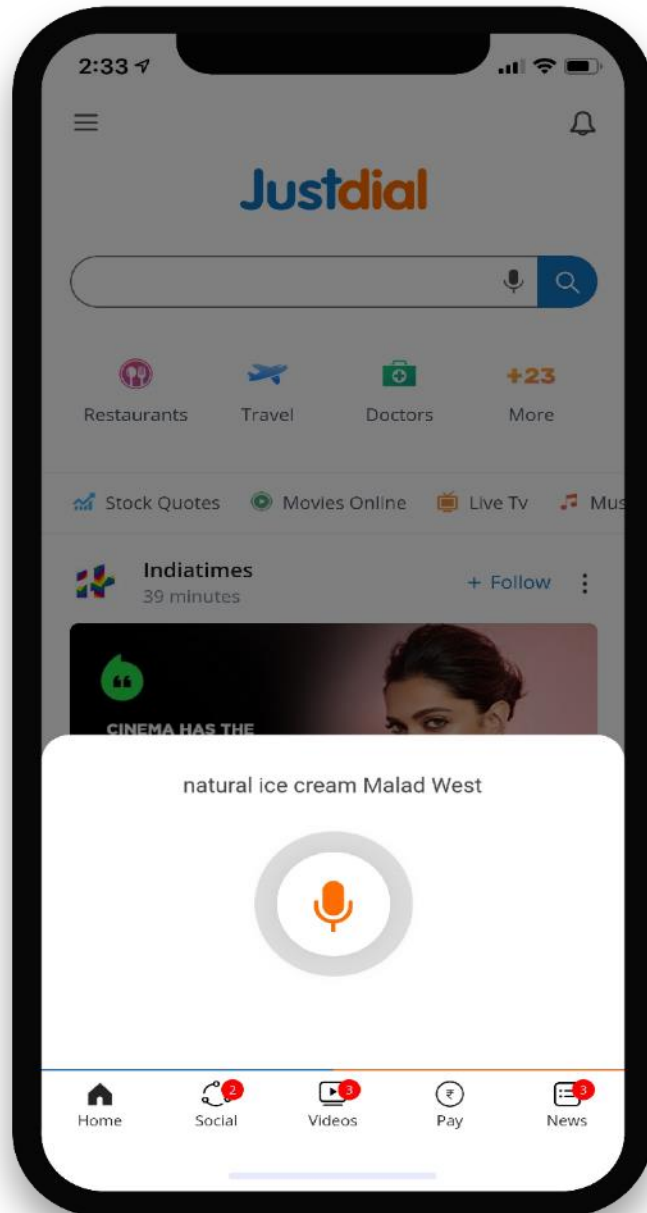 2:33
Justdial
+23
Restaurants Travel Doctors More
Stock Quotes Movies Online Live Tv Mus
Indiatimes
+ Follow
39 minutes
CINEMA HAS THE
natural ice cream Malad West
2 3 3
₹
Home Social Videos Pay News